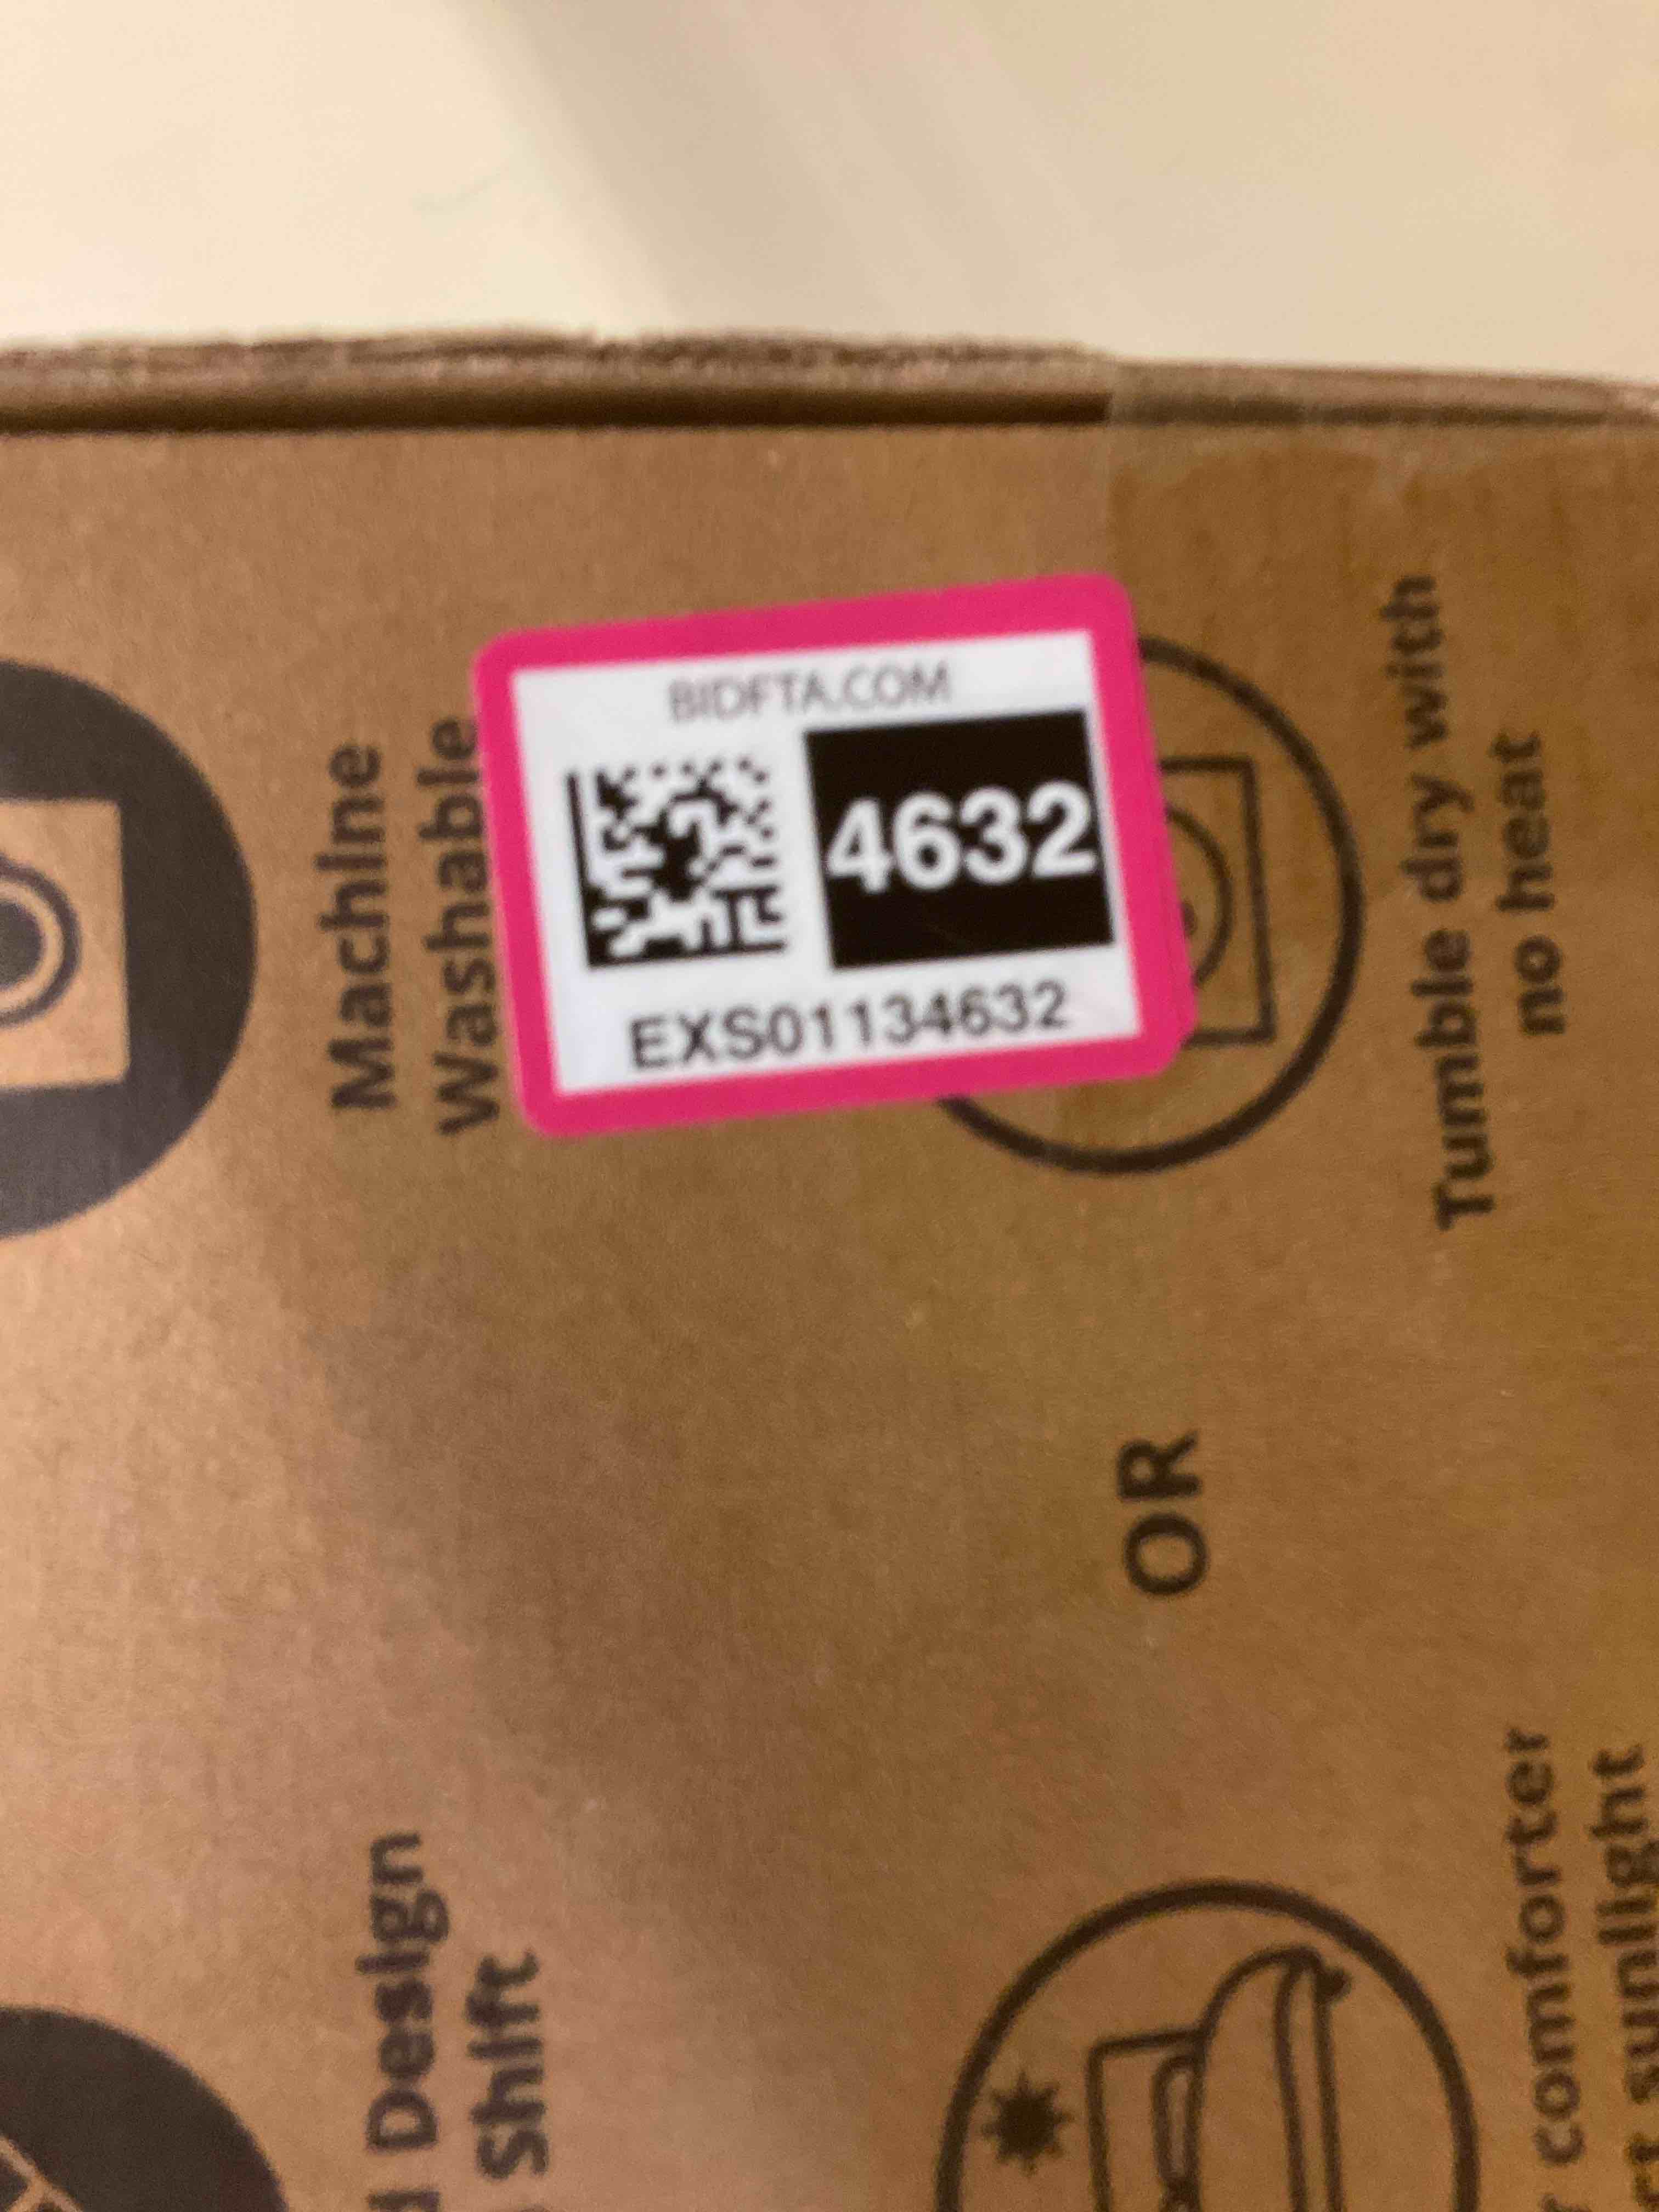 BIDFTA.COM
4632
EXS01134632
Machine
Washable
Tumble dry with
no heat
OR
Design
Shift
comforter
sunlight